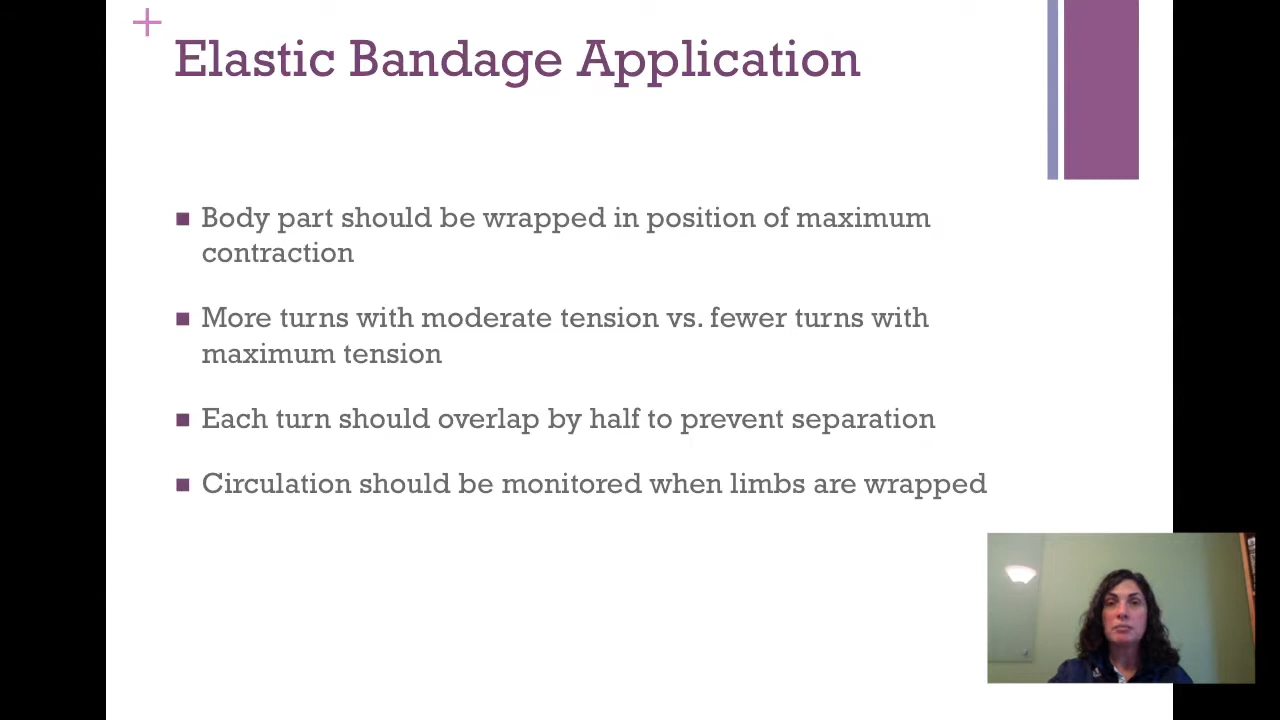 +
Elastic Bandage Application
Body part should be wrapped in position of maximum
contraction
More turns with moderate tension vs. fewer turns with
maximum tension
Each turn should overlap by half to prevent separation
Circulation should be monitored when limbs are wrapped